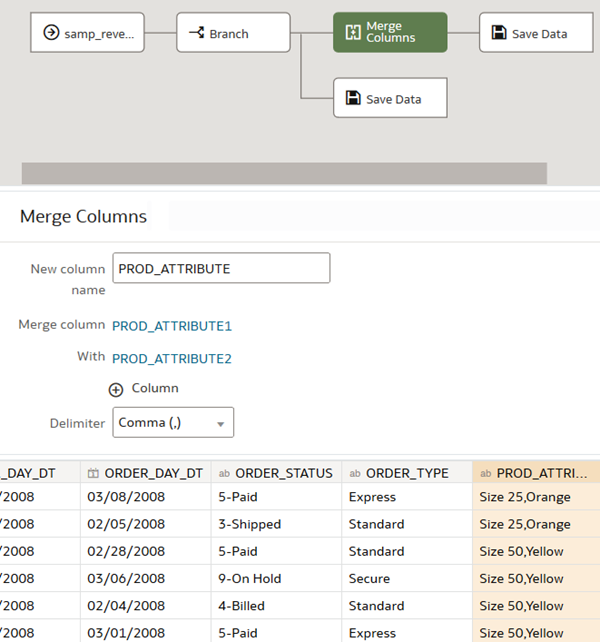 samp_reve...
Branch
Merge
Columns
Save Data
Save Data
Merge Columns
New column
name
PROD_ATTRIBUTE
Merge column PROD_ATTRIBUTE1
With PROD_ATTRIBUTE2
Column
Delimiter Comma (,)
_DAY_DT ORDER_DAY_DT ab ORDER_STATUS ab ORDER_TYPE ab PROD_ATTRI...
/2008 03/08/2008 5-Paid Express Size 25,Orange
/2008 02/05/2008 3-Shipped Standard Size 25,Orange
/2008 02/28/2008 5-Paid Standard Size 50,Yellow
/2008 03/06/2008 9-On Hold Secure Size 50,Yellow
/2008 02/04/2008 4-Billed Standard Size 50,Yellow
/2008 03/01/2008 5-Paid Express Size 50,Yellow